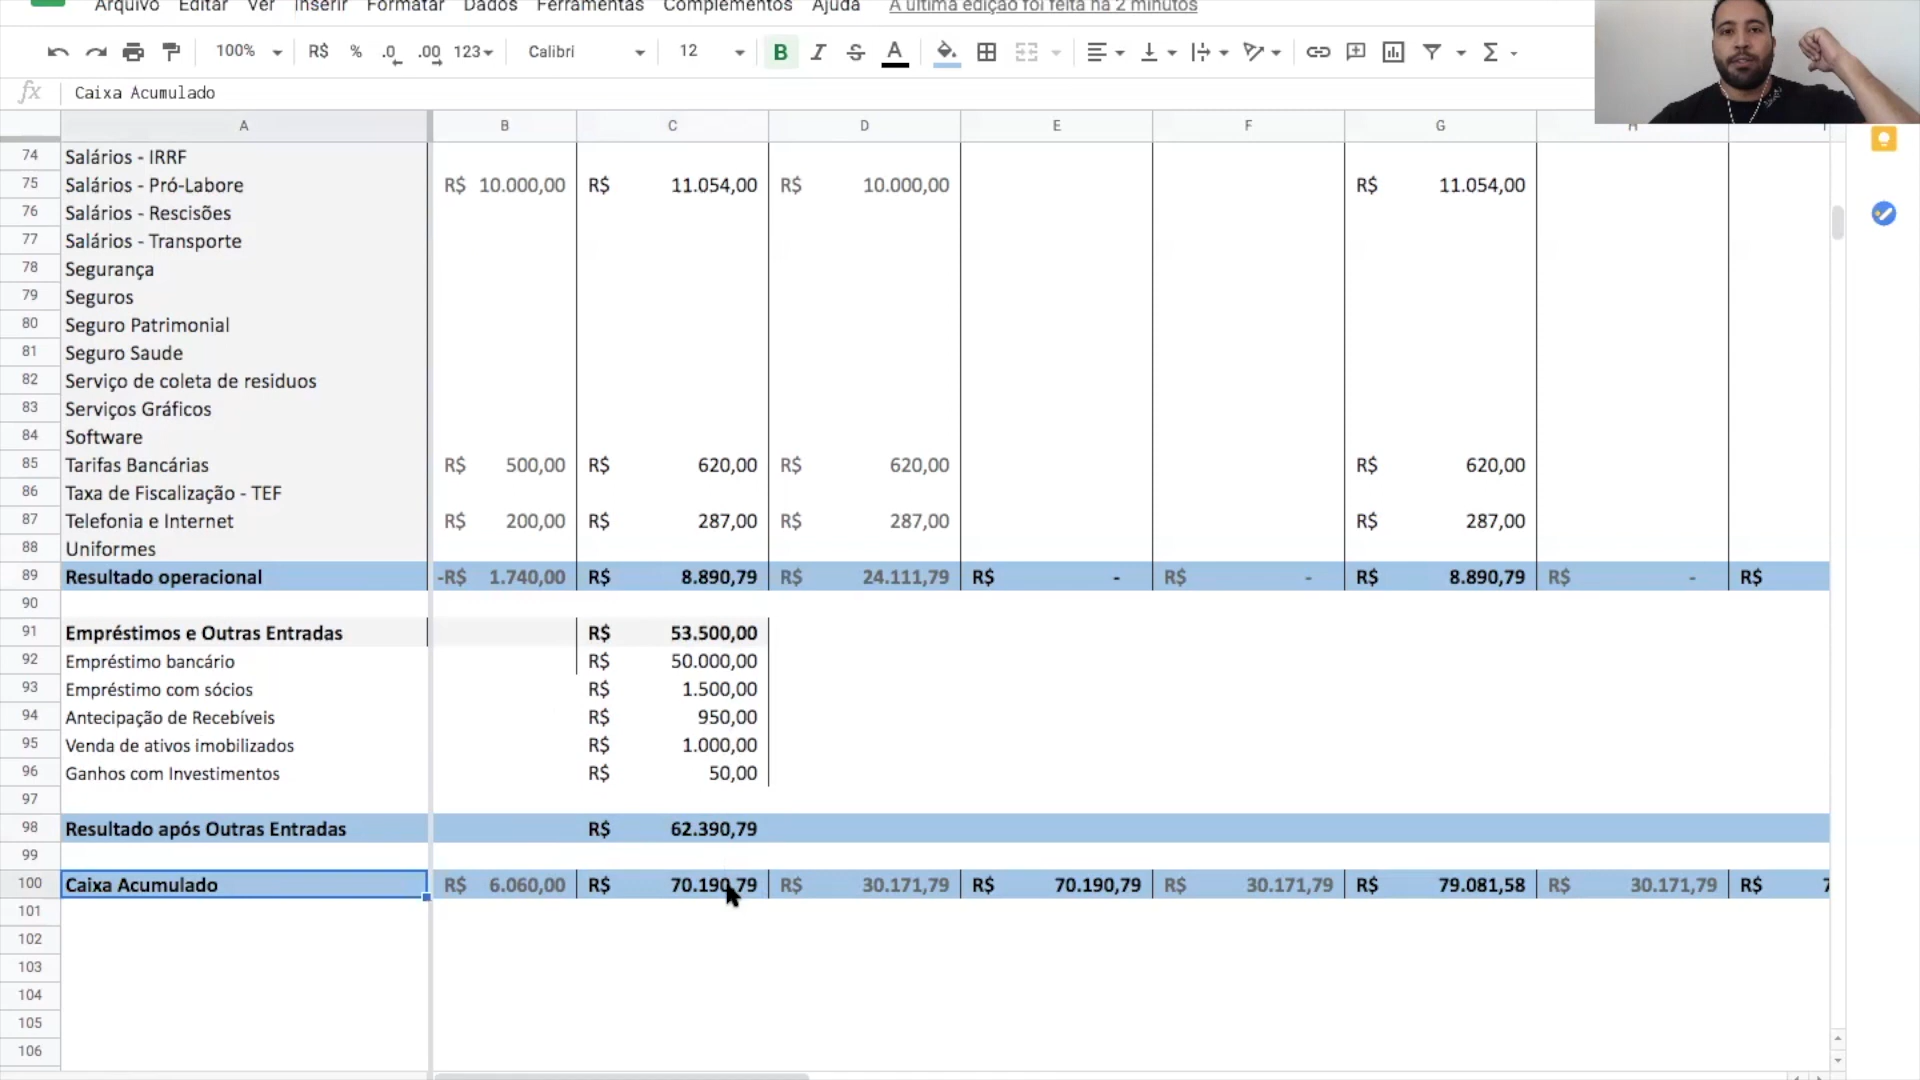 Arquivo Editar Ver Inserir Formatar Dados Ferramentas Complementos Ajuda A última edição foi feita há 2 minutos
100% R$ % .0 .00 123 Calibri 12 B I S A Σ
fx Caixa Acumulado
A B C D E F G H I
74 Salários - IRRF
75 Salários - Pró-Labore R$ 10.000,00 R$ 11.054,00 R$ 10.000,00 R$ 11.054,00
76 Salários - Rescisões
77 Salários - Transporte
78 Segurança
79 Seguros
80 Seguro Patrimonial
81 Seguro Saude
82 Serviço de coleta de residuos
83 Serviços Gráficos
84 Software
85 Tarifas Bancárias R$ 500,00 R$ 620,00 R$ 620,00 R$ 620,00
86 Taxa de Fiscalização - TEF
87 Telefonia e Internet R$ 200,00 R$ 287,00 R$ 287,00 R$ 287,00
88 Uniformes
89 Resultado operacional -R$ 1.740,00 R$ 8.890,79 R$ 24.111,79 R$ - R$ - R$ 8.890,79 R$ - R$
90
91 Empréstimos e Outras Entradas R$ 53.500,00
92 Empréstimo bancário R$ 50.000,00
93 Empréstimo com sócios R$ 1.500,00
94 Antecipação de Recebíveis R$ 950,00
95 Venda de ativos imobilizados R$ 1.000,00
96 Ganhos com Investimentos R$ 50,00
97
98 Resultado após Outras Entradas R$ 62.390,79
99
100 Caixa Acumulado R$ 6.060,00 R$ 70.190,79 R$ 30.171,79 R$ 70.190,79 R$ 30.171,79 R$ 79.081,58 R$ 30.171,79 R$ 7
101
102
103
104
105
106